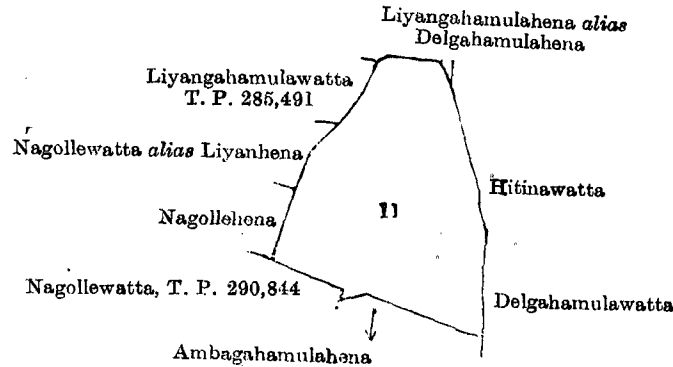 Liyangahamulahena alias
Delgahamulahena
Liyangahamulawatta
T. P. 285,491
Nagollewatta alias Liyanhena
Hitinawatta
11
Nagollehena
Nagollewatta, T. P. 290,844
Delgahamulawatta
Ambagahamulahena